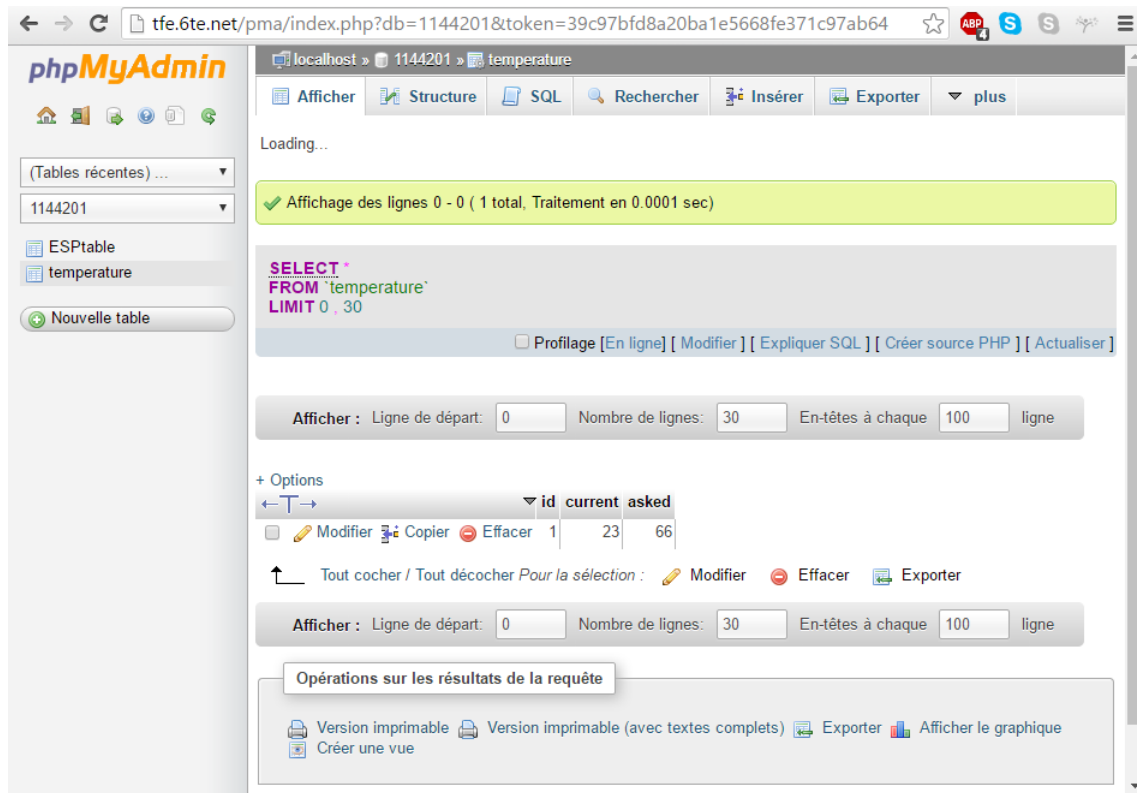 tfe.6te.net/pma/index.php?db=1144201&token=39c97bfd8a20ba1e5668fe371c97ab64
ABP 4 S S
phpMyAdmin
(Tables récentes) ...
1144201
ESPtable
temperature
Nouvelle table
localhost » 1144201 » temperature
Afficher Structure SQL Rechercher Insérer Exporter plus
Loading...
Affichage des lignes 0 - 0 ( 1 total, Traitement en 0.0001 sec)
SELECT *
FROM `temperature`
LIMIT 0 , 30
Profilage [En ligne] [ Modifier ] [ Expliquer SQL ] [ Créer source PHP ] [ Actualiser ]
Afficher : Ligne de départ: 0 Nombre de lignes: 30 En-têtes à chaque 100 ligne
+ Options
←T→ id current asked
Modifier Copier Effacer 1 23 66
Tout cocher / Tout décocher Pour la sélection : Modifier Effacer Exporter
Afficher : Ligne de départ: 0 Nombre de lignes: 30 En-têtes à chaque 100 ligne
Opérations sur les résultats de la requête
Version imprimable Version imprimable (avec textes complets) Exporter Afficher le graphique
Créer une vue